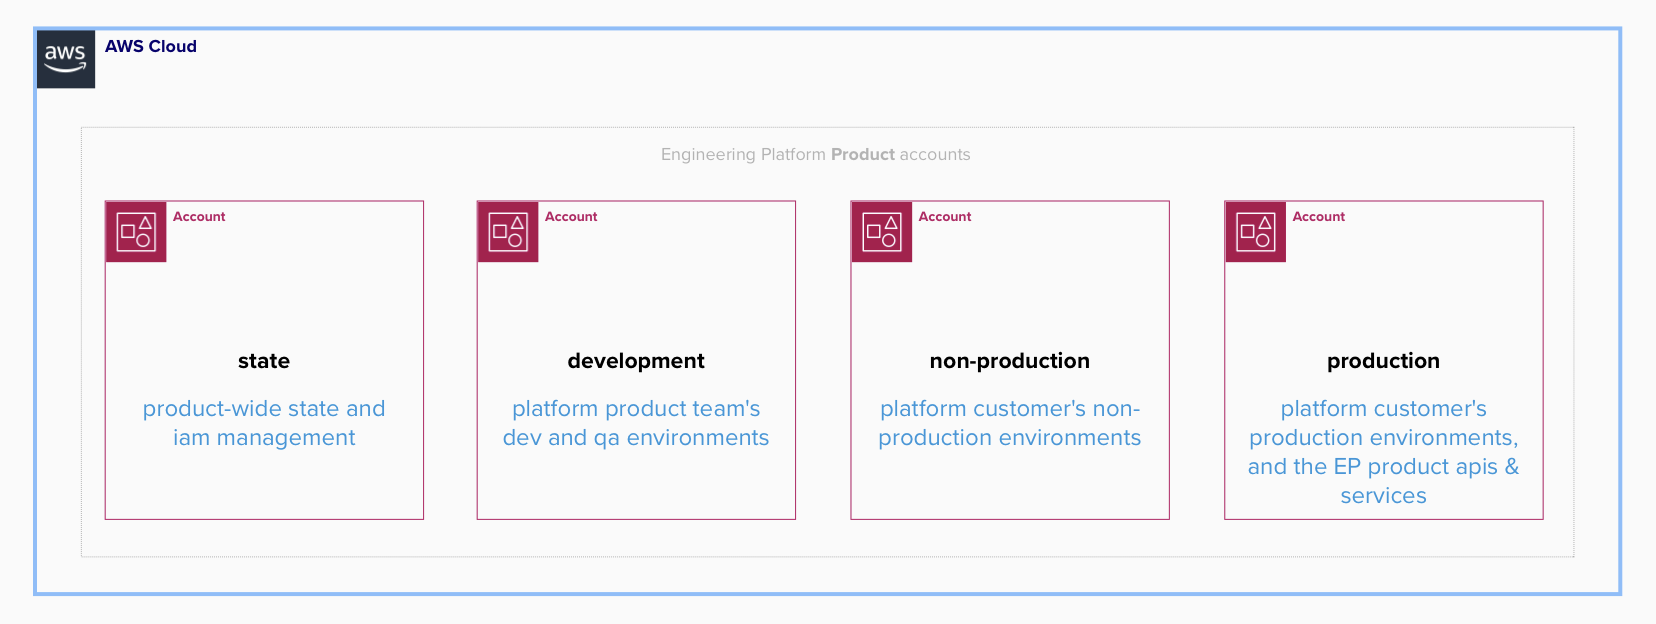 aws
AWS Cloud
Engineering Platform Product accounts
Account
state
product-wide state and
iam management
Account
development
platform product team's
dev and qa environments
Account
non-production
platform customer's non-
production environments
Account
production
platform customer's
production environments,
and the EP product apis &
services